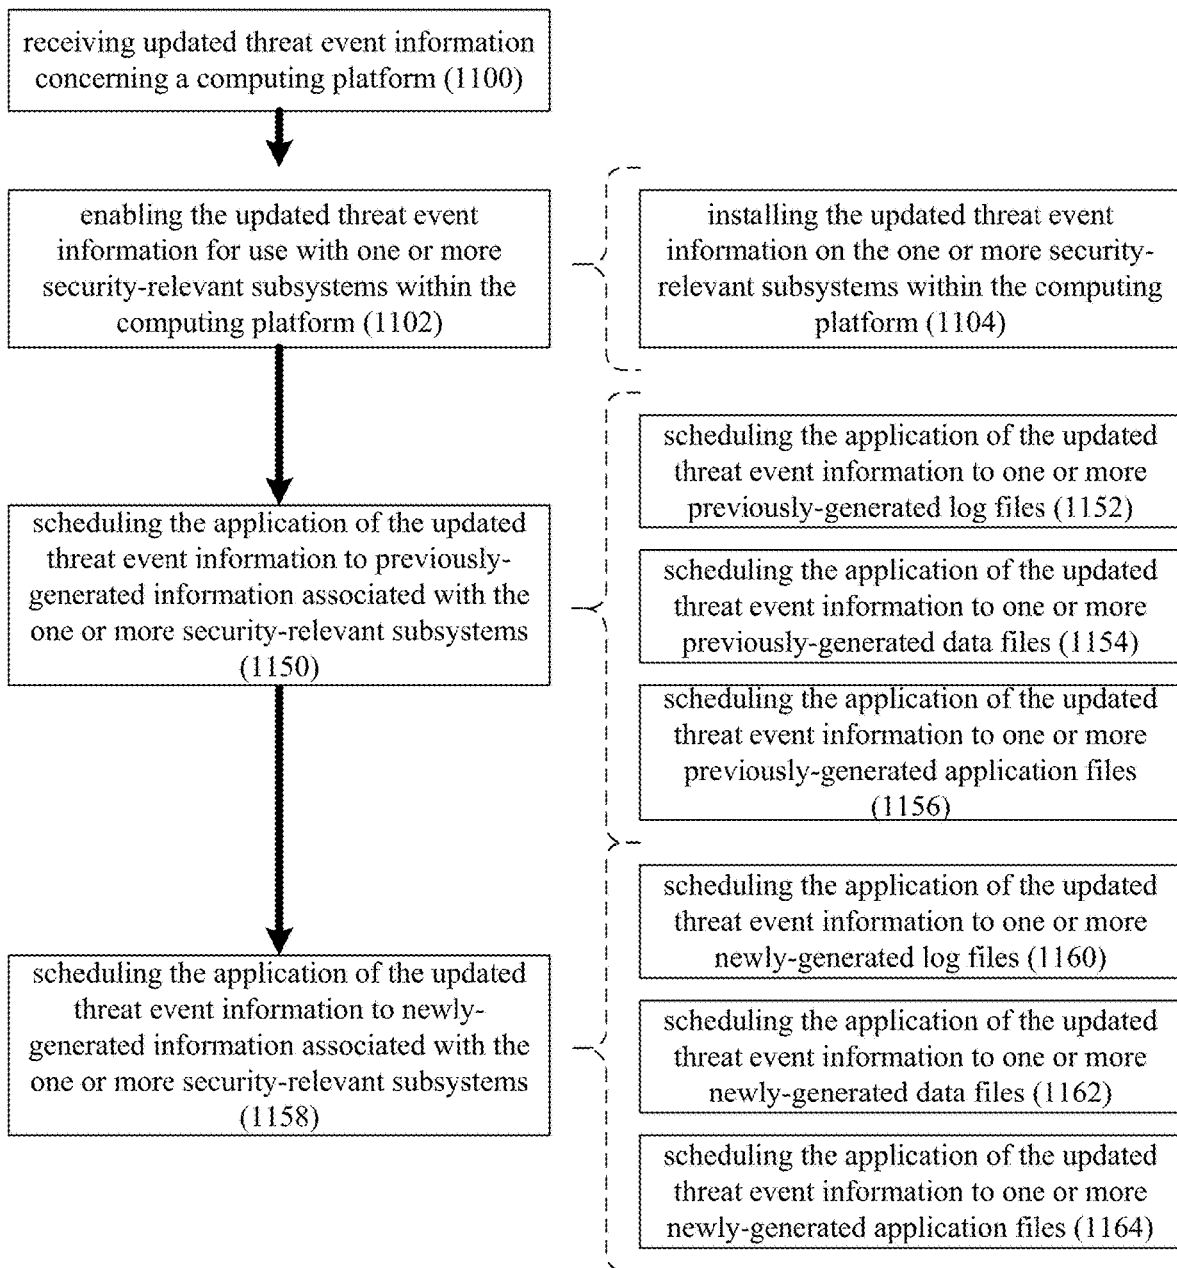 receiving updated threat event information
concerning a computing platform (1100)
enabling the updated threat event
information for use with one or more
security-relevant subsystems within the
computing platform (1102)
installing the updated threat event
information on the one or more security-
relevant subsystems within the computing
platform (1104)
scheduling the application of the updated
threat event information to previously-
generated information associated with the
one or more security-relevant subsystems
(1150)
scheduling the application of the updated
threat event information to one or more
previously-generated log files (1152)
scheduling the application of the updated
threat event information to one or more
previously-generated data files (1154)
scheduling the application of the updated
threat event information to one or more
previously-generated application files
(1156)
scheduling the application of the updated
threat event information to newly-
generated information associated with the
one or more security-relevant subsystems
(1158)
scheduling the application of the updated
threat event information to one or more
newly-generated log files (1160)
scheduling the application of the updated
threat event information to one or more
newly-generated data files (1162)
scheduling the application of the updated
threat event information to one or more
newly-generated application files (1164)